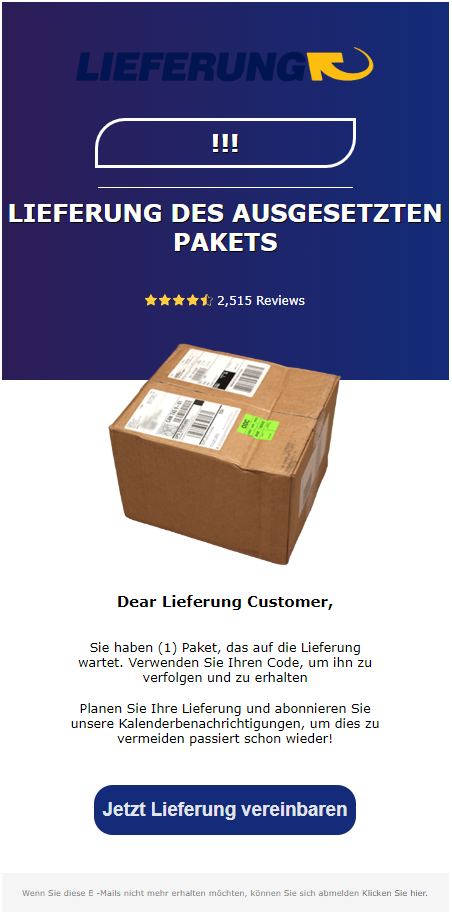 LIEFERUNG
!!!
LIEFERUNG DES AUSGESETZTEN
PAKETS
2,515 Reviews
Dear Lieferung Customer,
Sie haben (1) Paket, das auf die Lieferung
wartet. Verwenden Sie Ihren Code, um ihn zu
verfolgen und zu erhalten
Planen Sie Ihre Lieferung und abonnieren Sie
unsere Kalenderbenachrichtigungen, um dies zu
vermeiden passiert schon wieder!
Jetzt Lieferung vereinbaren
Wenn Sie diese E -Mails nicht mehr erhalten möchten, können Sie sich abmelden Klicken Sie hier.